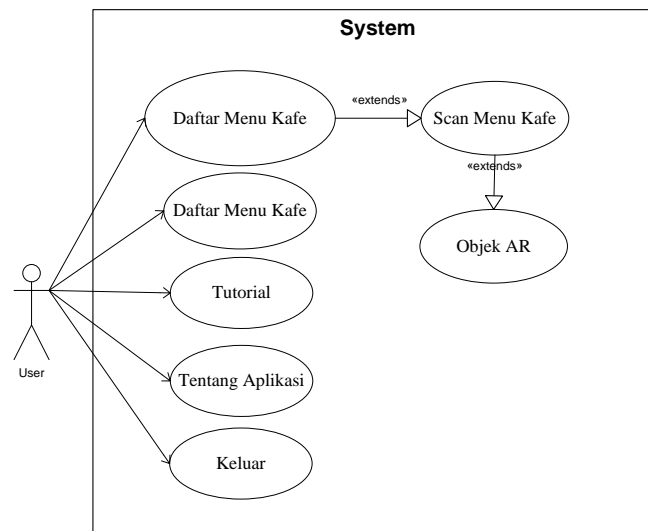 System
Daftar Menu Kafe
«extends»
Scan Menu Kafe
«extends»
Daftar Menu Kafe
Objek AR
Tutorial
User
Tentang Aplikasi
Keluar